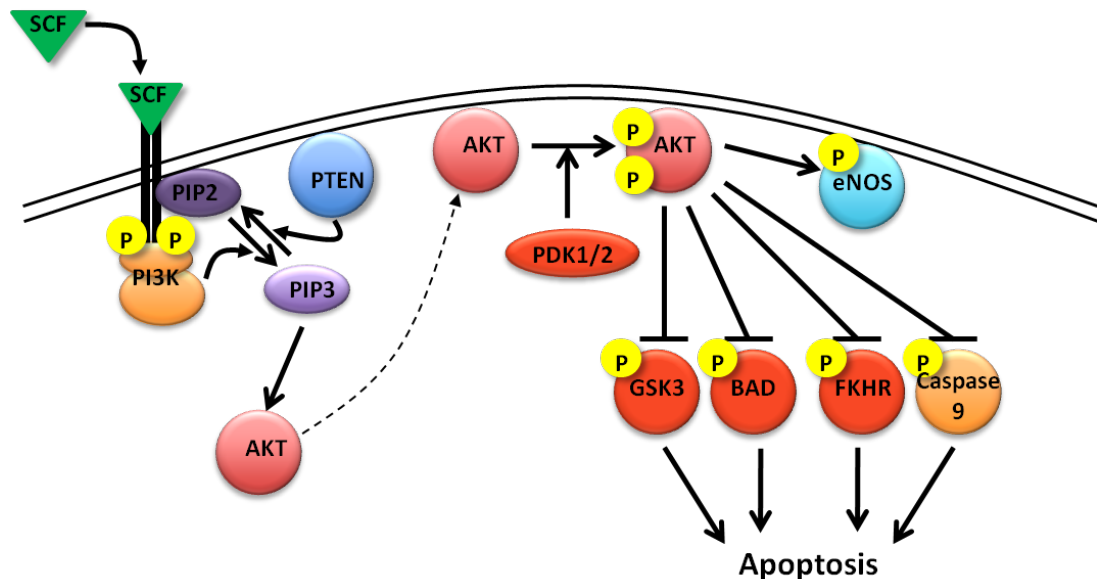 SCF
SCF
PIP2
PTEN
P
P
PI3K
PIP3
AKT
AKT
PDK1/2
P
P
AKT
P
eNOS
P
GSK3
P
BAD
P
FKHR
P
Caspase
9
Apoptosis